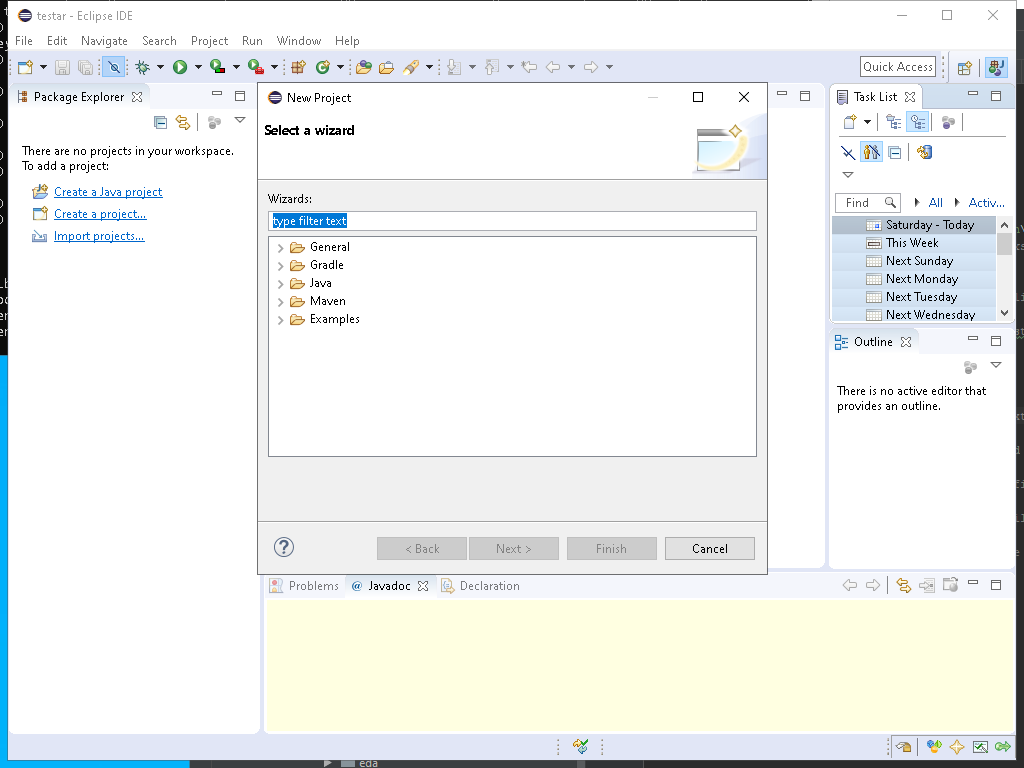 testar - Eclipse IDE
File Edit Navigate Search Project Run Window Help
Quick Access
Package Explorer
There are no projects in your workspace.
To add a project:
Create a Java project
Create a project...
Import projects...
New Project
Select a wizard
Wizards:
type filter text
General
Gradle
Java
Maven
Examples
< Back Next > Finish Cancel
Task List
Find All Activ...
Saturday - Today
This Week
Next Sunday
Next Monday
Next Tuesday
Next Wednesday
Outline
There is no active editor that
provides an outline.
Problems @ Javadoc Declaration
eda